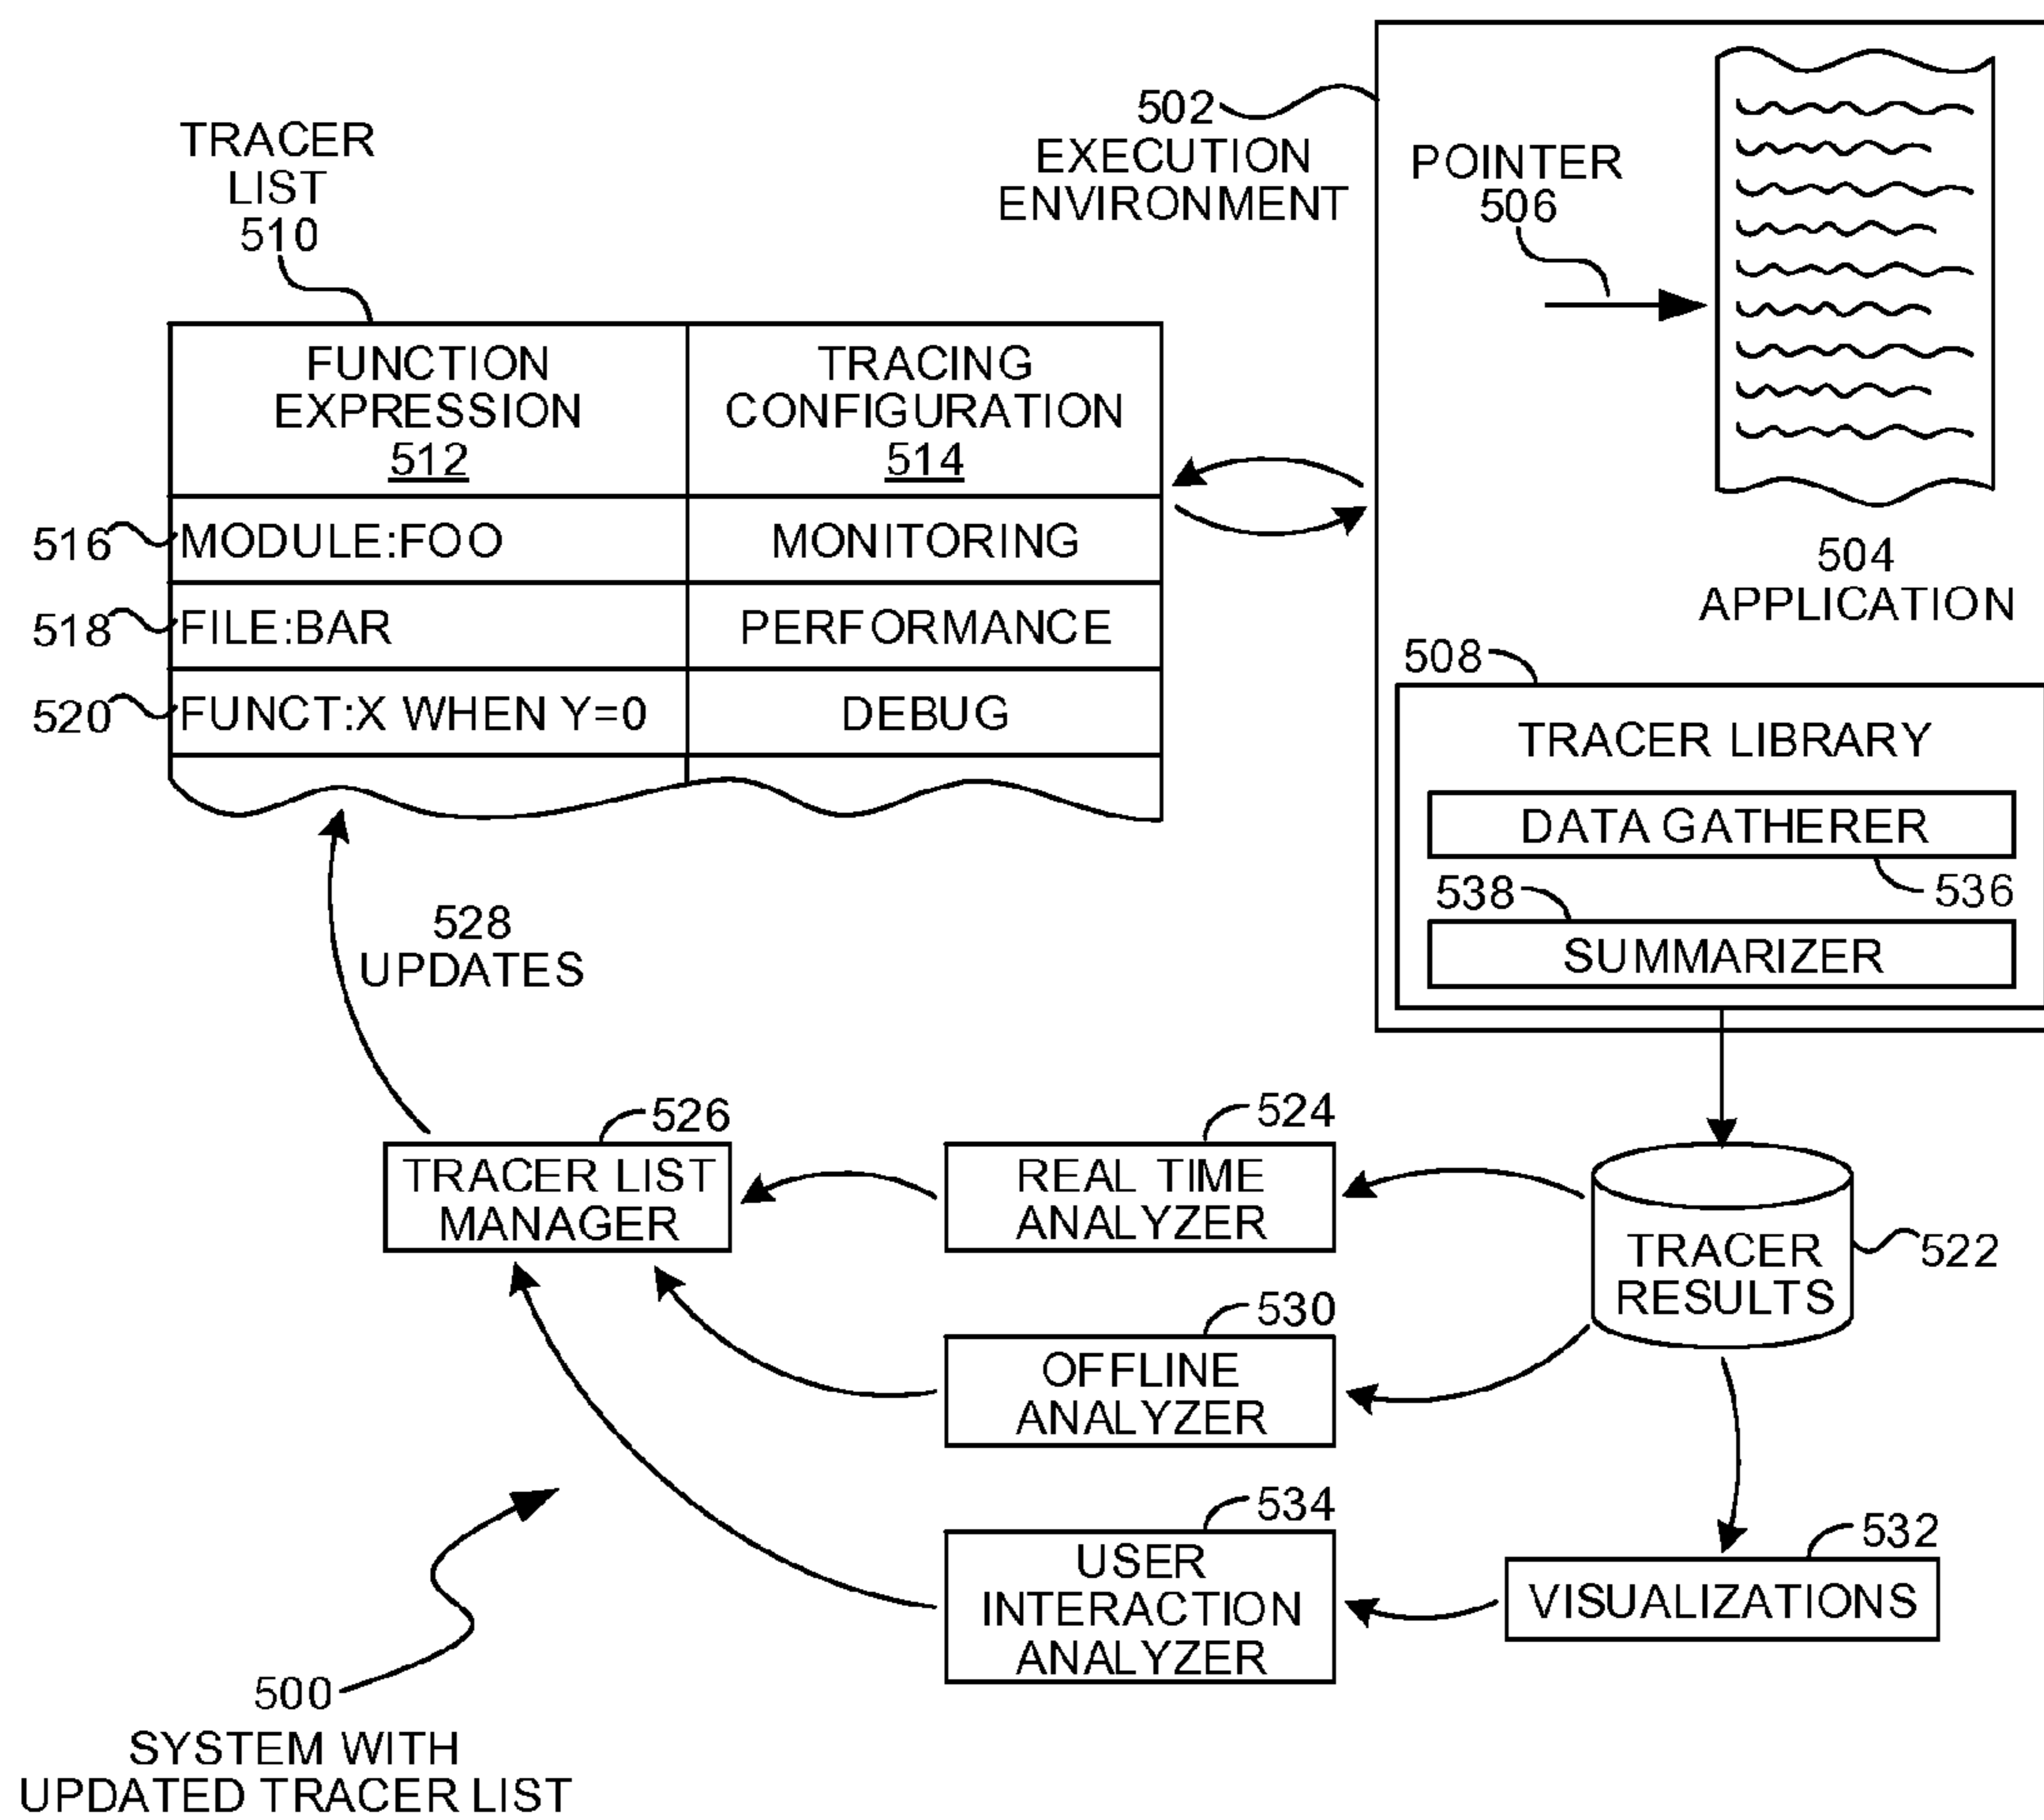 502
EXECUTION
ENVIRONMENT
POINTER
506
504
APPLICATION
TRACER
LIST
510
FUNCTION
EXPRESSION
512
TRACING
CONFIGURATION
514
516
MODULE:FOO
MONITORING
518
FILE:BAR
PERFORMANCE
520
FUNCT:X WHEN Y=0
DEBUG
508
TRACER LIBRARY
DATA GATHERER
536
538
SUMMARIZER
528
UPDATES
526
TRACER LIST
MANAGER
524
REAL TIME
ANALYZER
TRACER
RESULTS
522
530
OFFLINE
ANALYZER
534
USER
INTERACTION
ANALYZER
532
VISUALIZATIONS
500
SYSTEM WITH
UPDATED TRACER LIST